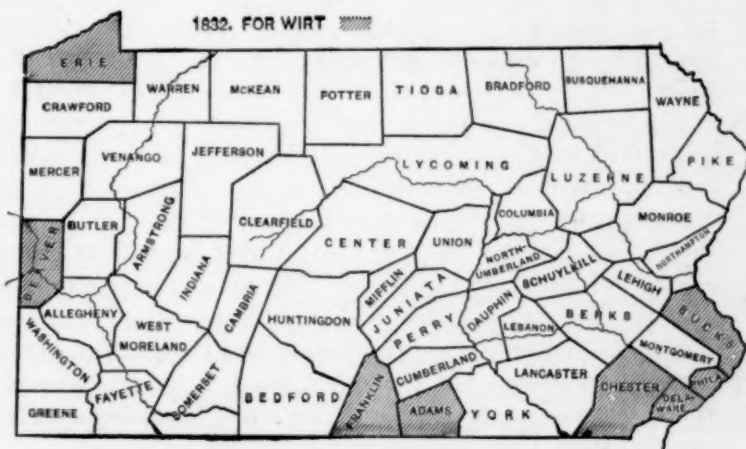 1832. FOR WIRT
ERIE
CRAWFORD
WARREN
McKEAN
POTTER
TIOGA
BRADFORD
SUSQUEHANNA
WAYNE
MERCER
VENANGO
JEFFERSON
LYCOMING
LUZERNE
PIKE
BUTLER
ARMSTRONG
CLEARFIELD
CENTER
UNION
COLUMBIA
MONROE
BEAVER
INDIANA
NORTH-
UMBERLAND
NORTHAMPTON
ALLEGHENY
WEST
MORELAND
CAMBRIA
HUNTINGDON
MIFFLIN
JUNIATA
PERRY
DAUPHIN
SCHUYLKILL
LEHIGH
LEBANON
BERKS
BUCKS
WASHINGTON
MONTGOMERY
CUMBERLAND
LANCASTER
CHESTER
PHILA
DELA-
WARE
GREENE
FAYETTE
SOMERSET
BEDFORD
FRANKLIN
ADAMS
YORK